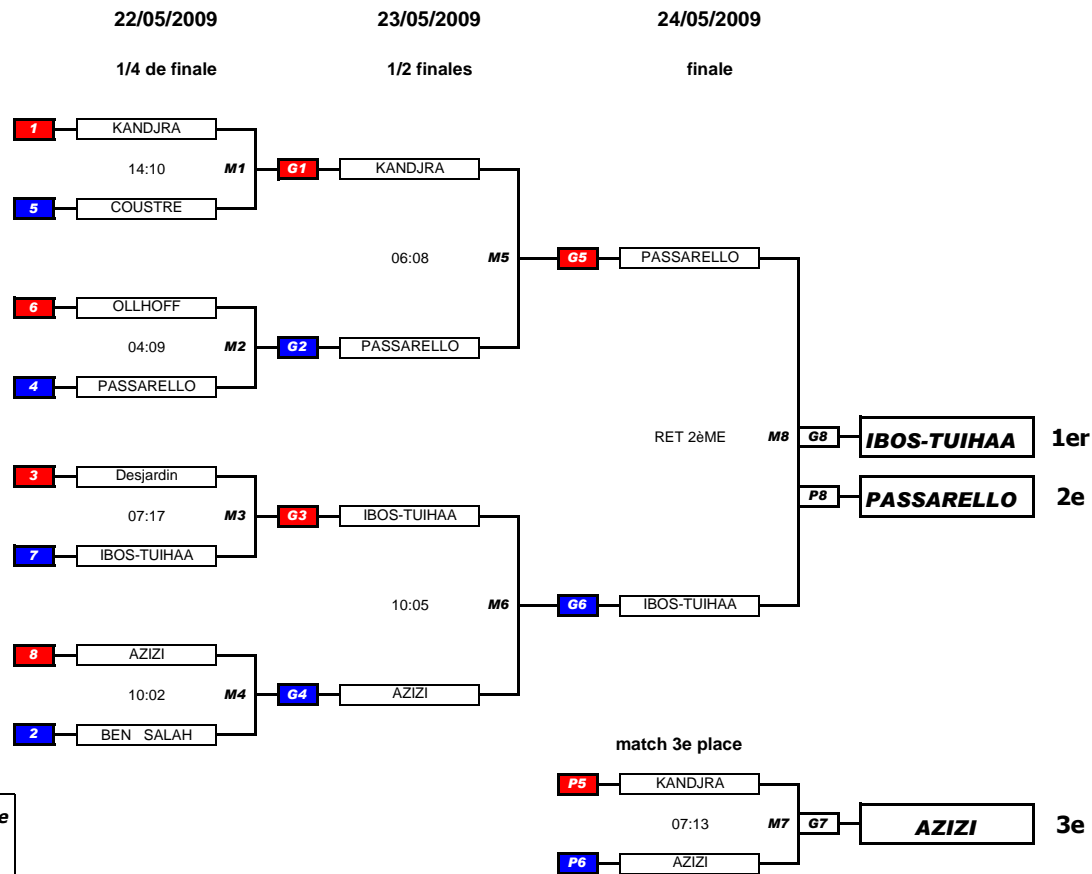 22/05/2009 23/05/2009 24/05/2009
1/4 de finale 1/2 finales finale
1 KANDJRA
14:10 M1 G1 KANDJRA
5 COUSTRE
06:08 M5 G5 PASSARELLO
6 OLLHOFF
04:09 M2 G2 PASSARELLO
4 PASSARELLO
RET 2èME M8 G8 IBOS-TUIHAA 1er
3 Desjardin
P8 PASSARELLO 2e
07:17 M3 G3 IBOS-TUIHAA
7 IBOS-TUIHAA
10:05 M6 G6 IBOS-TUIHAA
8 AZIZI
10:02 M4 G4 AZIZI
2 BEN SALAH
match 3e place
P5 KANDJRA
e
07:13 M7 G7 AZIZI 3e
P6 AZIZI